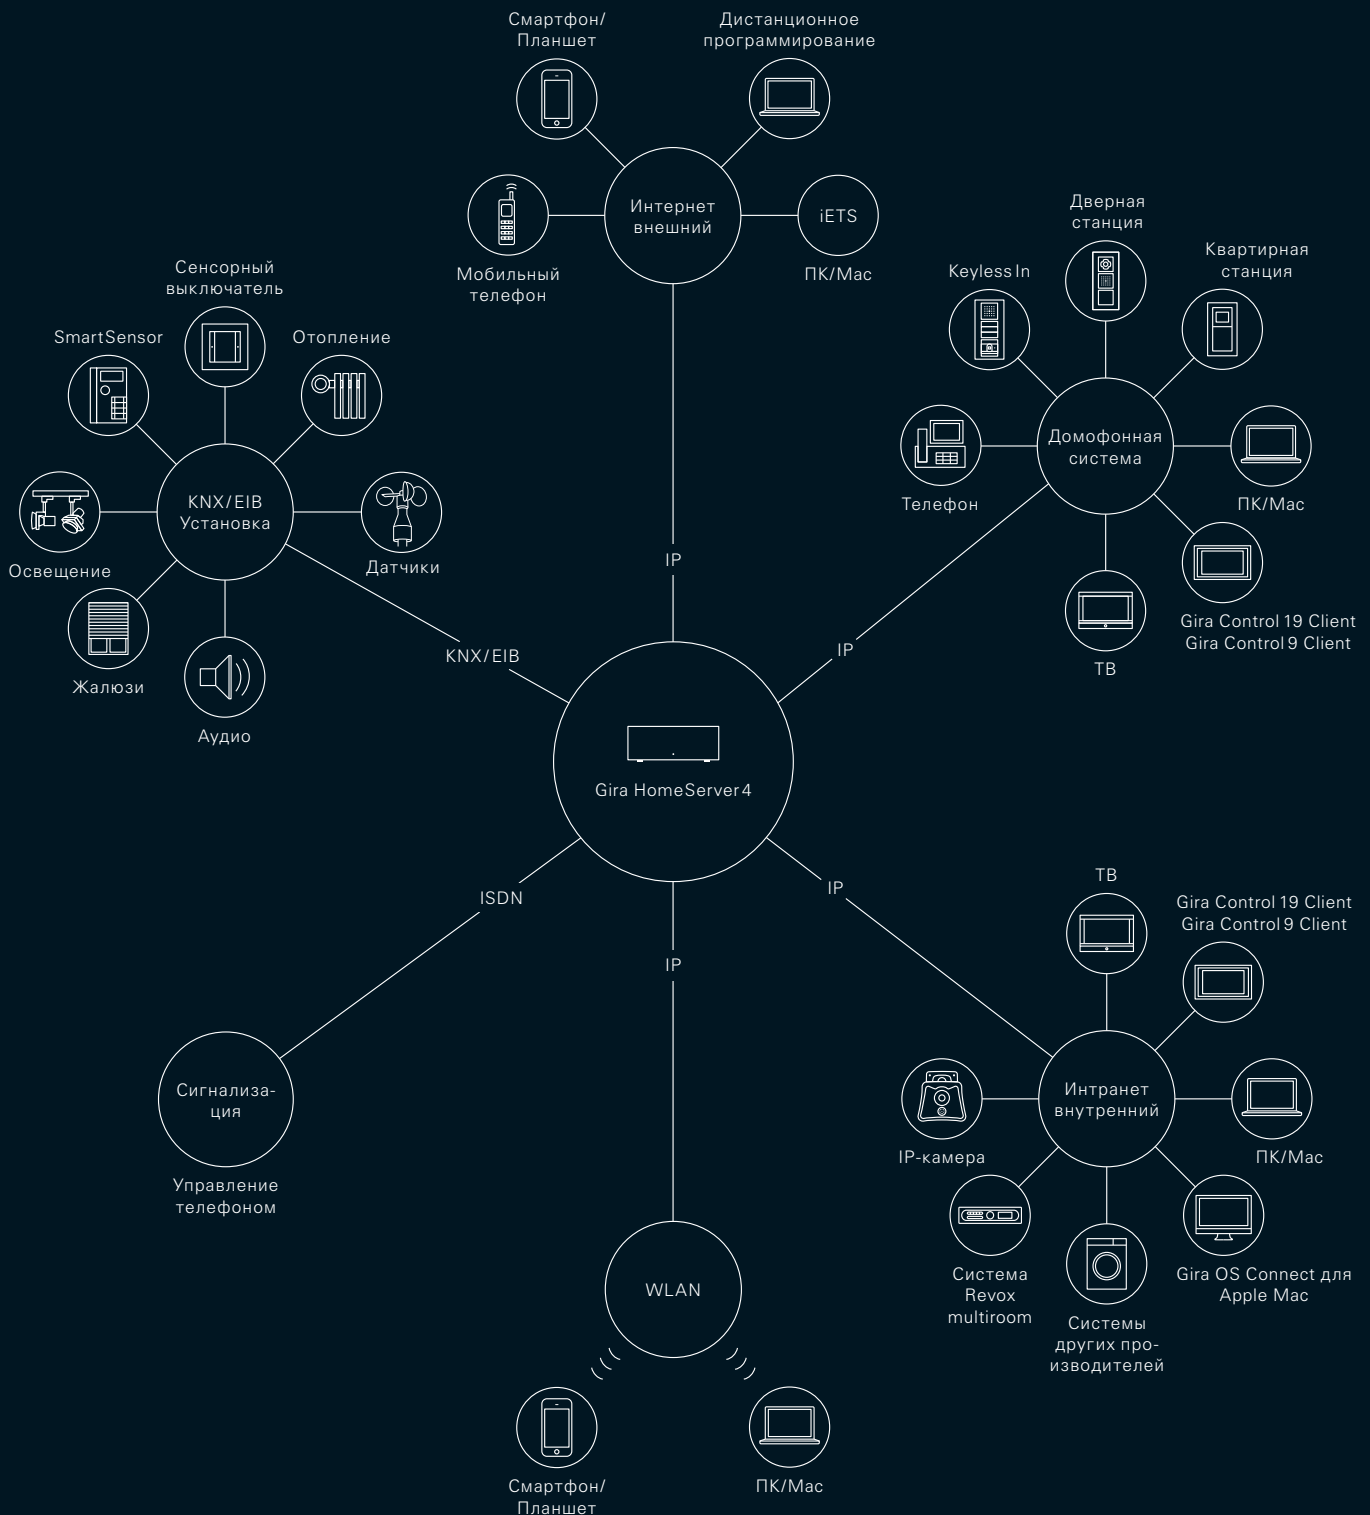 Смартфон/
Планшет
Дистанционное
программирование
Интернет
внешний
iETS
Мобильный
телефон
ПК/Mac
Сенсорный
выключатель
SmartSensor
Отопление
KNX/EIB
Установка
Освещение
Датчики
Жалюзи
Аудио
KNX/EIB
IP
Дверная
станция
Keyless In
Квартирная
станция
Домофонная
система
Телефон
ПК/Mac
Gira Control 19 Client
Gira Control 9 Client
ТВ
IP
Gira HomeServer 4
ISDN
IP
IP
Сигнализа-
ция
Управление
телефоном
ТВ
Gira Control 19 Client
Gira Control 9 Client
Интранет
внутренний
IP-камера
ПК/Mac
Система
Revox
multiroom
Gira OS Connect для
Apple Mac
Системы
других про-
изводителей
WLAN
Смартфон/
Планшет
ПК/Mac